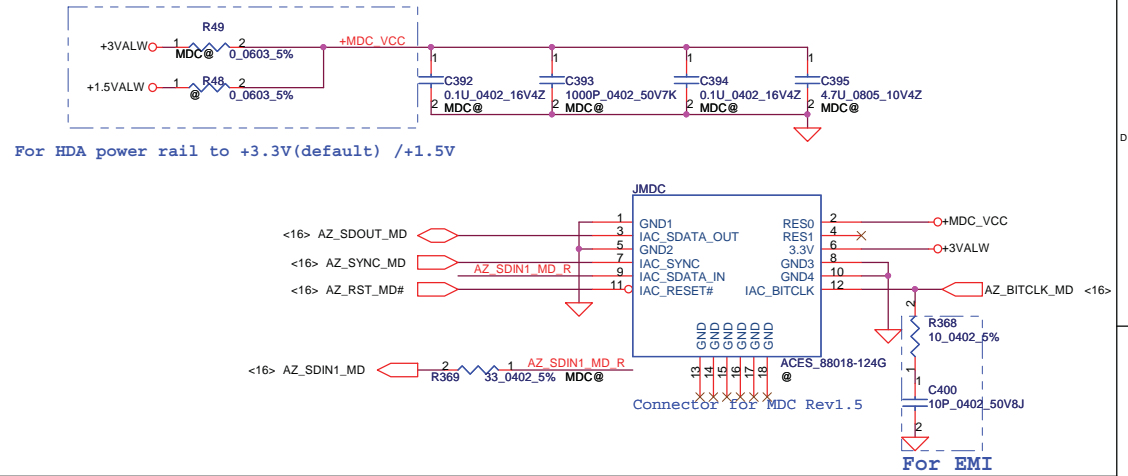 R49
+3VALW 1 2 +MDC_VCC
MDC@ 0_0603_5%
R48
+1.5VALW 1 2
@ 0_0603_5%
1 1 1 1
C392 C393 C394 C395
0.1U_0402_16V4Z 1000P_0402_50V7K 0.1U_0402_16V4Z 4.7U_0805_10V4Z
2 MDC@ 2 MDC@ 2 MDC@ 2 MDC@
D
For HDA power rail to +3.3V(default) /+1.5V
JMDC
1 GND1 RES0 2 +MDC_VCC
<16> AZ_SDOUT_MD 3 IAC_SDATA_OUT RES1 4
5 GND2 3.3V 6 +3VALW
<16> AZ_SYNC_MD 7 IAC_SYNC GND3 8
AZ_SDIN1_MD_R 9 IAC_SDATA_IN GND4 10
<16> AZ_RST_MD# 11 IAC_RESET# IAC_BITCLK 12 AZ_BITCLK_MD <16>
2
R368
10_0402_5%
1
GND GND GND GND GND GND
13 14 15 16 17 18
ACES_88018-124G
@
<16> AZ_SDIN1_MD 2 1 AZ_SDIN1_MD_R
R369 33_0402_5% MDC@
1
C400
10P_0402_50V8J
2
Connector for MDC Rev1.5
For EMI